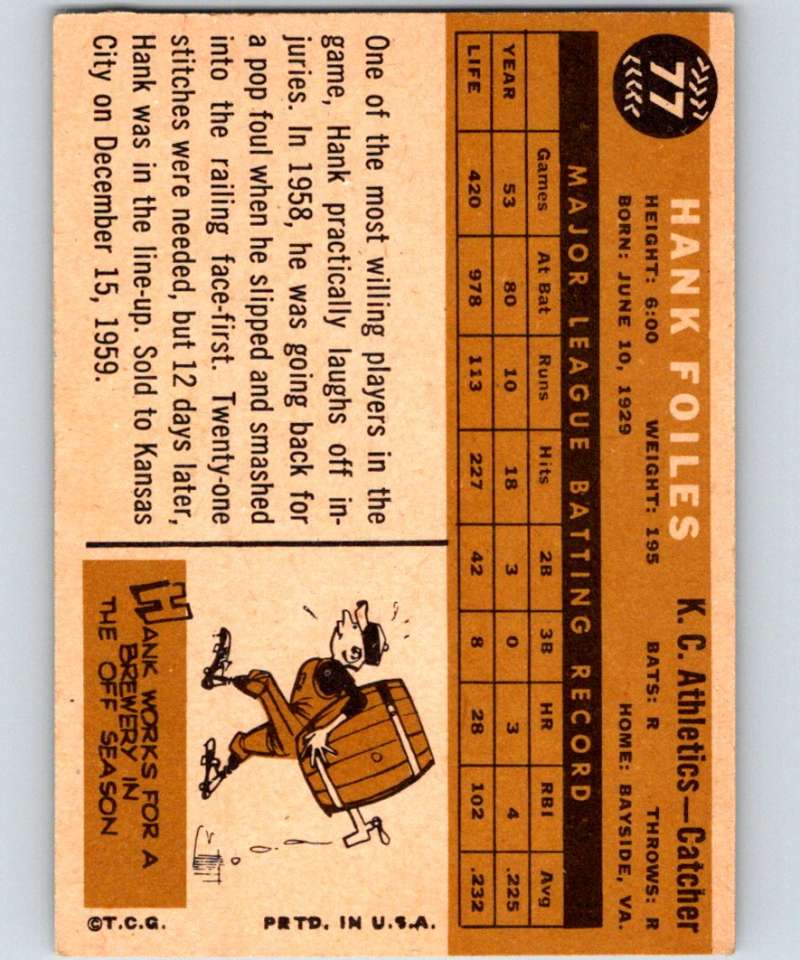 77
HANK FOILES K. C. Athletics—Catcher
HEIGHT: 6:00 WEIGHT: 195 BATS: R THROWS: R
BORN: JUNE 10, 1929 HOME: BAYSIDE, VA.
MAJOR LEAGUE BATTING RECORD
Games At Bat Runs Hits 2B 3B HR RBI Avg
YEAR 53 80 10 18 3 0 3 4 .225
LIFE 420 978 113 227 42 8 28 102 .232
One of the most willing players in the
game, Hank practically laughs off in-
juries. In 1958, he was going back for
a pop foul when he slipped and smashed
into the railing face-first. Twenty-one
stitches were needed, but 12 days later,
Hank was in the line-up. Sold to Kansas
City on December 15, 1959.
HANK WORKS FOR A
BREWERY IN
THE OFF SEASON
©T.C.G. PRTD. IN U.S.A.